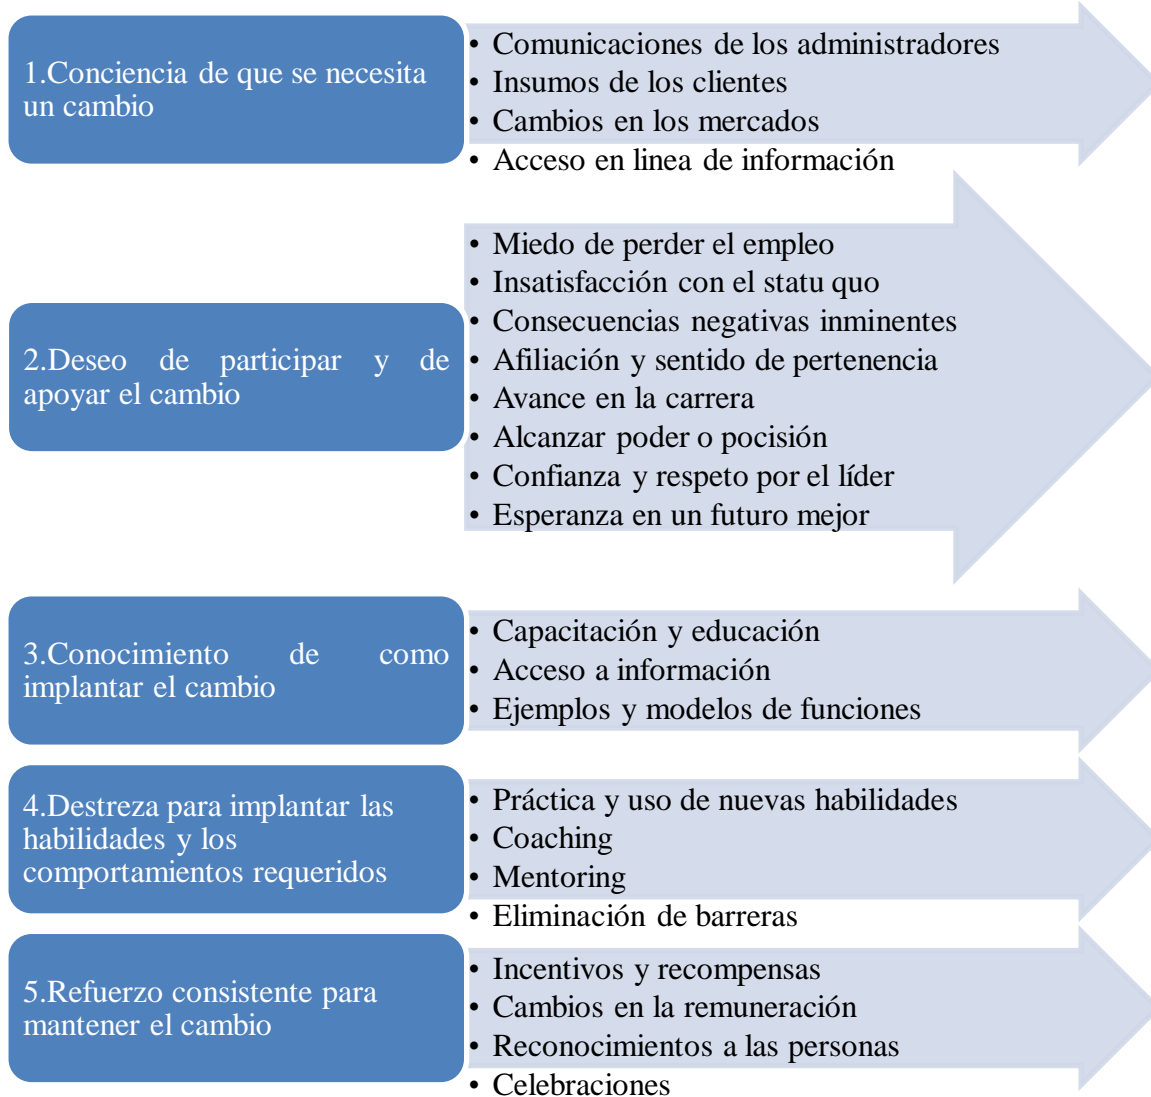 1.Conciencia de que se necesita
un cambio
• Comunicaciones de los administradores
• Insumos de los clientes
• Cambios en los mercados
• Acceso en linea de información
2.Deseo de participar y de
apoyar el cambio
• Miedo de perder el empleo
• Insatisfacción con el statu quo
• Consecuencias negativas inminentes
• Afiliación y sentido de pertenencia
• Avance en la carrera
• Alcanzar poder o pocisión
• Confianza y respeto por el líder
• Esperanza en un futuro mejor
3.Conocimiento de como
implantar el cambio
• Capacitación y educación
• Acceso a información
• Ejemplos y modelos de funciones
4.Destreza para implantar las
habilidades y los
comportamientos requeridos
• Práctica y uso de nuevas habilidades
• Coaching
• Mentoring
• Eliminación de barreras
5.Refuerzo consistente para
mantener el cambio
• Incentivos y recompensas
• Cambios en la remuneración
• Reconocimientos a las personas
• Celebraciones